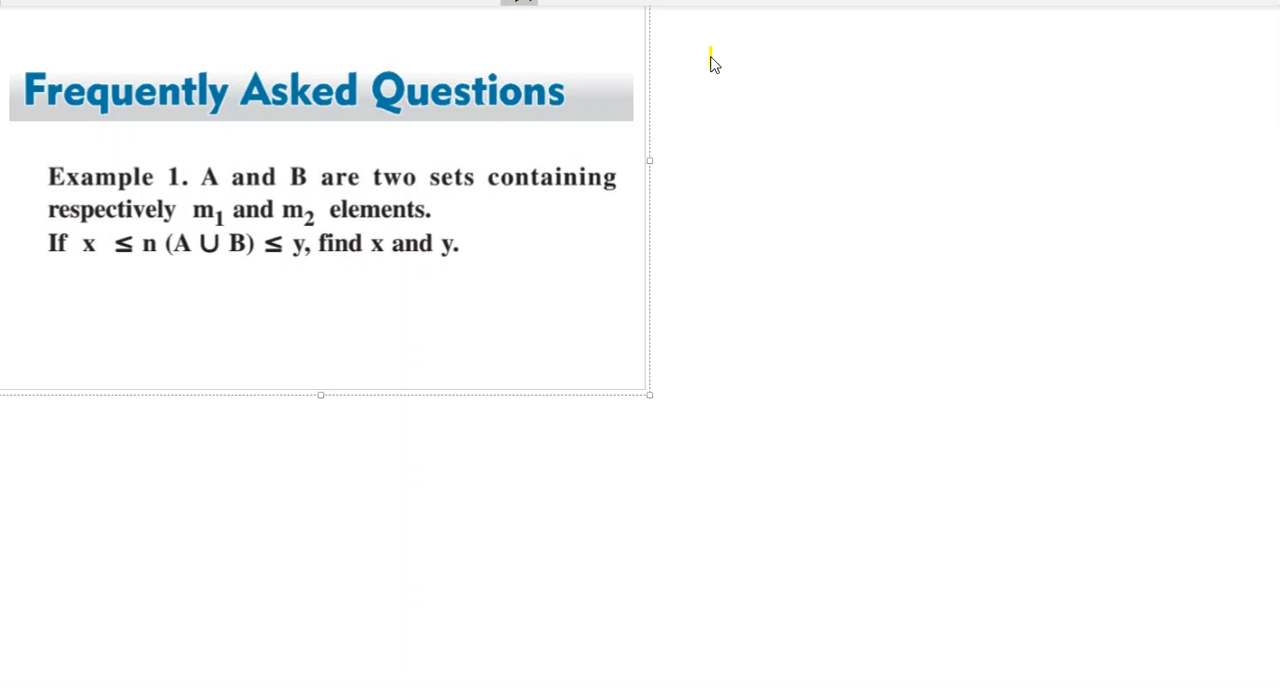 Frequently Asked Questions
Example 1. A and B are two sets containing
respectively m₁ and m₂ elements.
If x ≤ n (A ∪ B) ≤ y, find x and y.